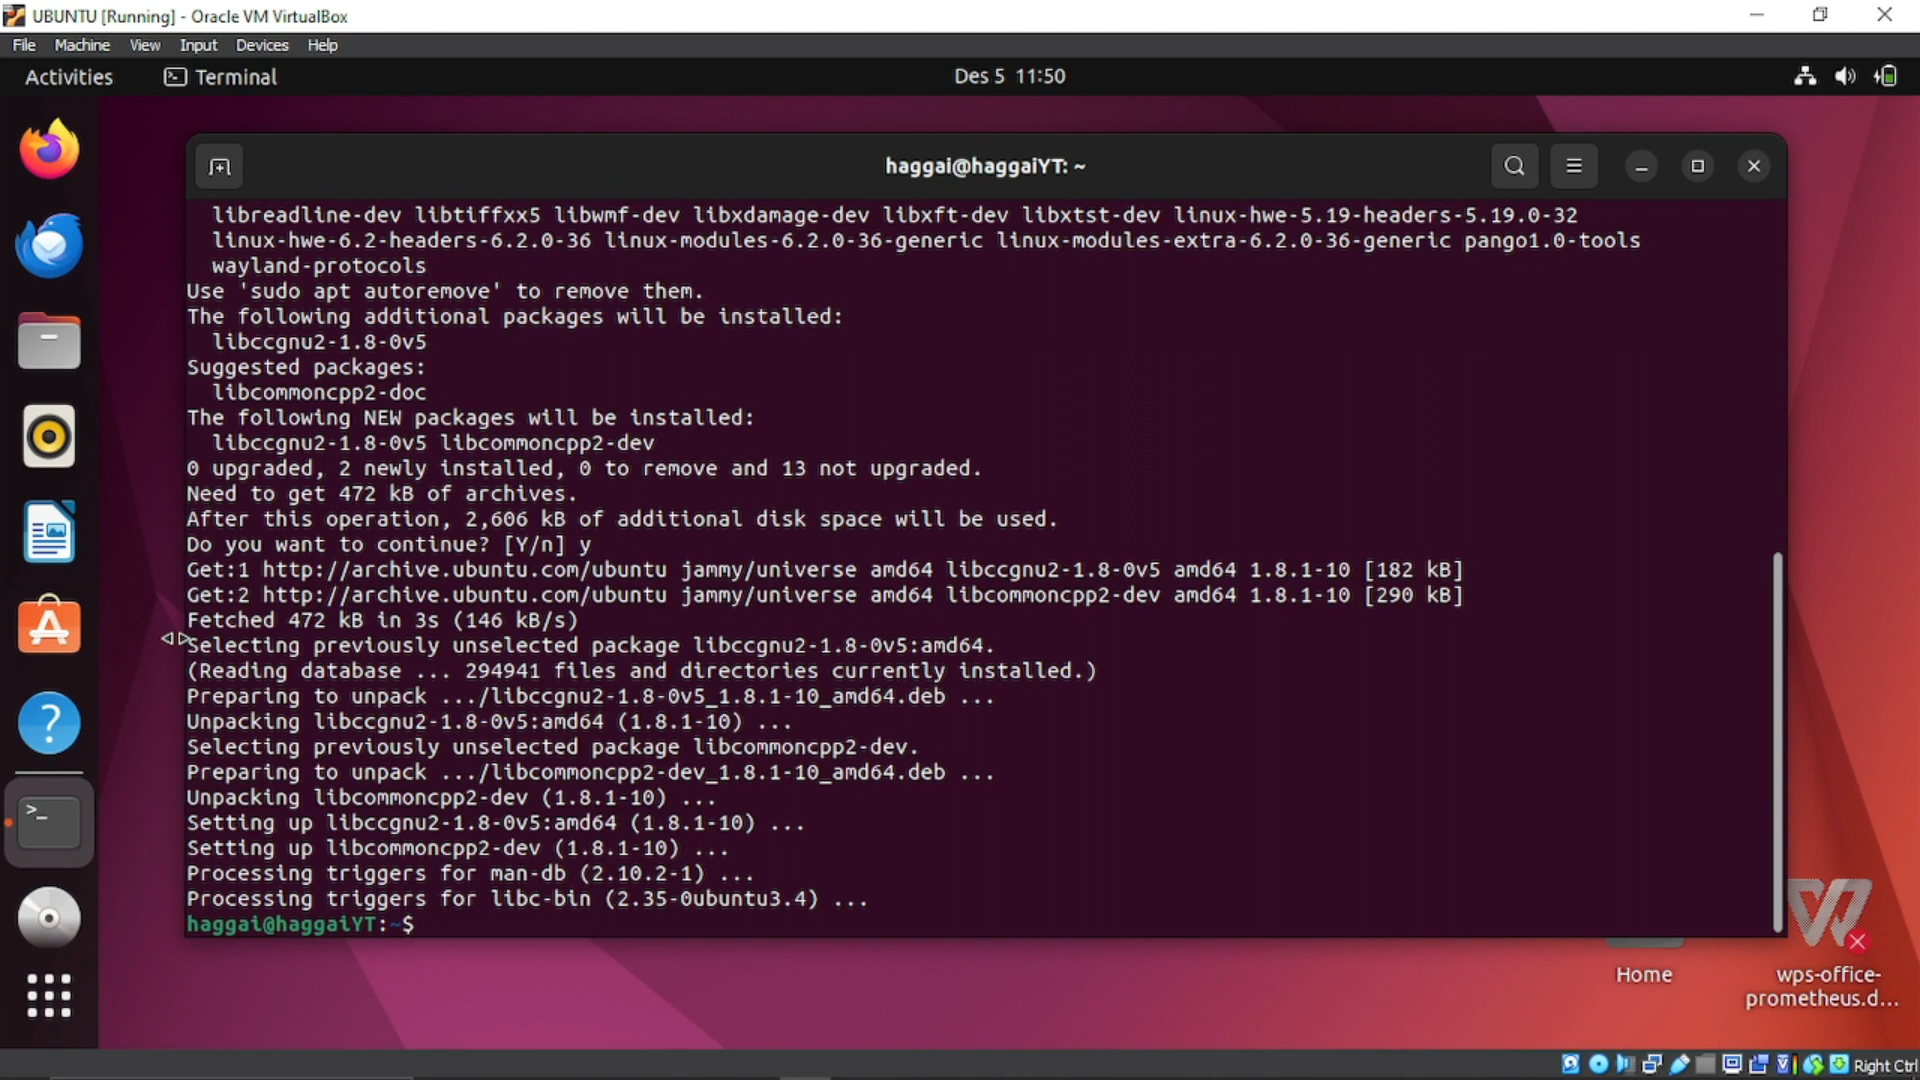 UBUNTU [Running] - Oracle VM VirtualBox
File Machine View Input Devices Help
Activities Terminal Des 5 11:50
haggai@haggaiYT: ~
libreadline-dev libtiffxx5 libwmf-dev libxdamage-dev libxft-dev libxtst-dev linux-hwe-5.19-headers-5.19.0-32
linux-hwe-6.2-headers-6.2.0-36 linux-modules-6.2.0-36-generic linux-modules-extra-6.2.0-36-generic pango1.0-tools
wayland-protocols
Use 'sudo apt autoremove' to remove them.
The following additional packages will be installed:
libccgnu2-1.8-0v5
Suggested packages:
libcommoncpp2-doc
The following NEW packages will be installed:
libccgnu2-1.8-0v5 libcommoncpp2-dev
0 upgraded, 2 newly installed, 0 to remove and 13 not upgraded.
Need to get 472 kB of archives.
After this operation, 2,606 kB of additional disk space will be used.
Do you want to continue? [Y/n] y
Get:1 http://archive.ubuntu.com/ubuntu jammy/universe amd64 libccgnu2-1.8-0v5 amd64 1.8.1-10 [182 kB]
Get:2 http://archive.ubuntu.com/ubuntu jammy/universe amd64 libcommoncpp2-dev amd64 1.8.1-10 [290 kB]
Fetched 472 kB in 3s (146 kB/s)
Selecting previously unselected package libccgnu2-1.8-0v5:amd64.
(Reading database ... 294941 files and directories currently installed.)
Preparing to unpack .../libccgnu2-1.8-0v5_1.8.1-10_amd64.deb ...
Unpacking libccgnu2-1.8-0v5:amd64 (1.8.1-10) ...
Selecting previously unselected package libcommoncpp2-dev.
Preparing to unpack .../libcommoncpp2-dev_1.8.1-10_amd64.deb ...
Unpacking libcommoncpp2-dev (1.8.1-10) ...
Setting up libccgnu2-1.8-0v5:amd64 (1.8.1-10) ...
Setting up libcommoncpp2-dev (1.8.1-10) ...
Processing triggers for man-db (2.10.2-1) ...
Processing triggers for libc-bin (2.35-0ubuntu3.4) ...
haggai@haggaiYT:~$
Home
wps-office-
prometheus.d...
Right Ctrl